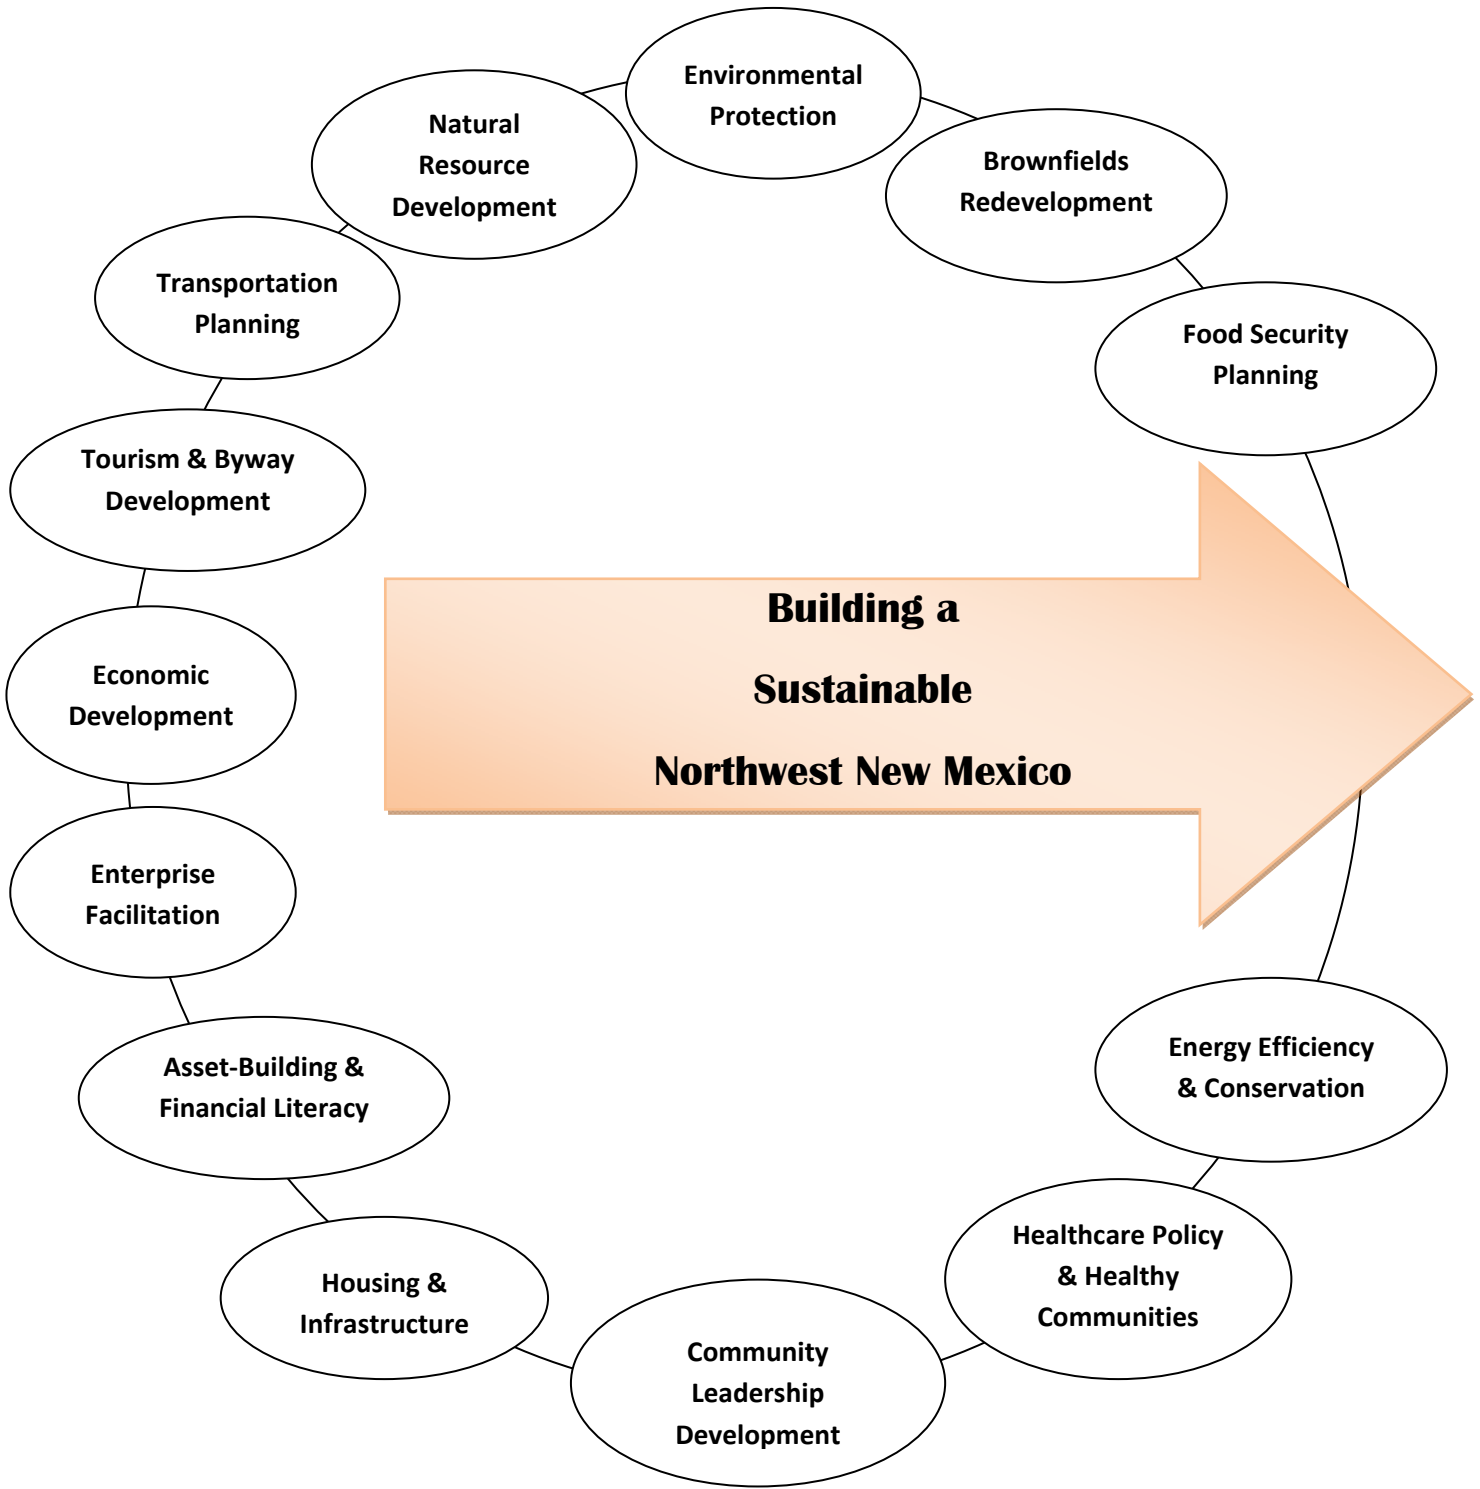 Environmental
Protection
Natural
Resource
Development
Brownfields
Redevelopment
Transportation
Planning
Food Security
Planning
Tourism & Byway
Development
Building a
Sustainable
Northwest New Mexico
Economic
Development
Enterprise
Facilitation
Asset-Building &
Financial Literacy
Energy Efficiency
& Conservation
Housing &
Infrastructure
Healthcare Policy
& Healthy
Communities
Community
Leadership
Development